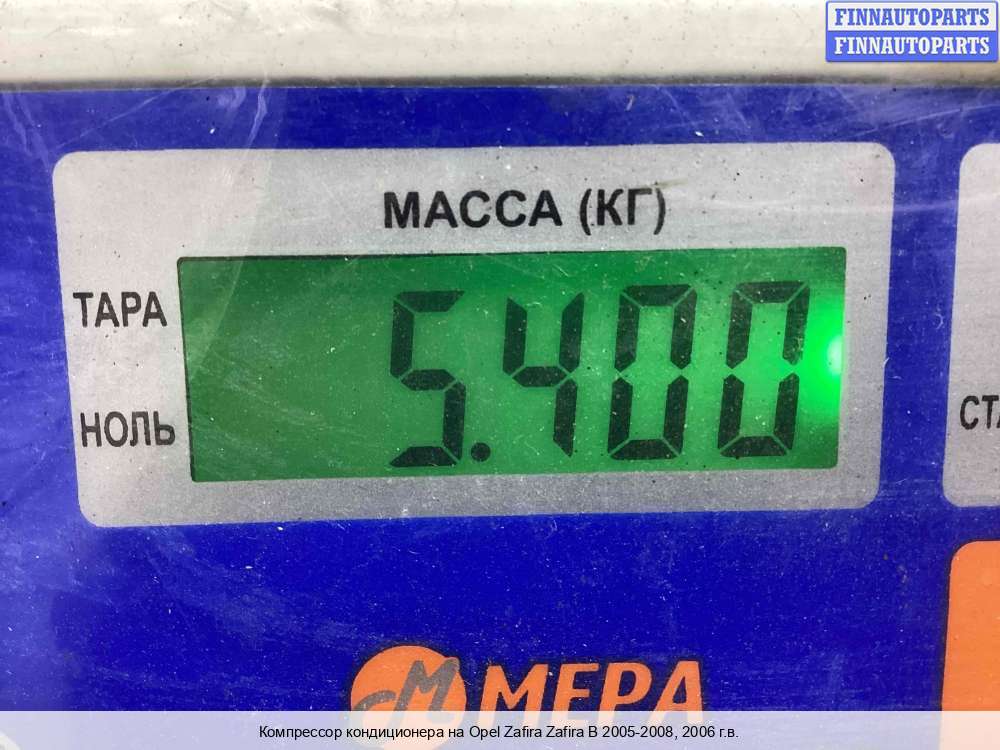 FINNAUTOPARTS
FINNAUTOPARTS
МАССА (КГ)
ТАРА
5.400
НОЛЬ
МЕРА
Компрессор кондиционера на Opel Zafira Zafira B 2005-2008, 2006 г.в.